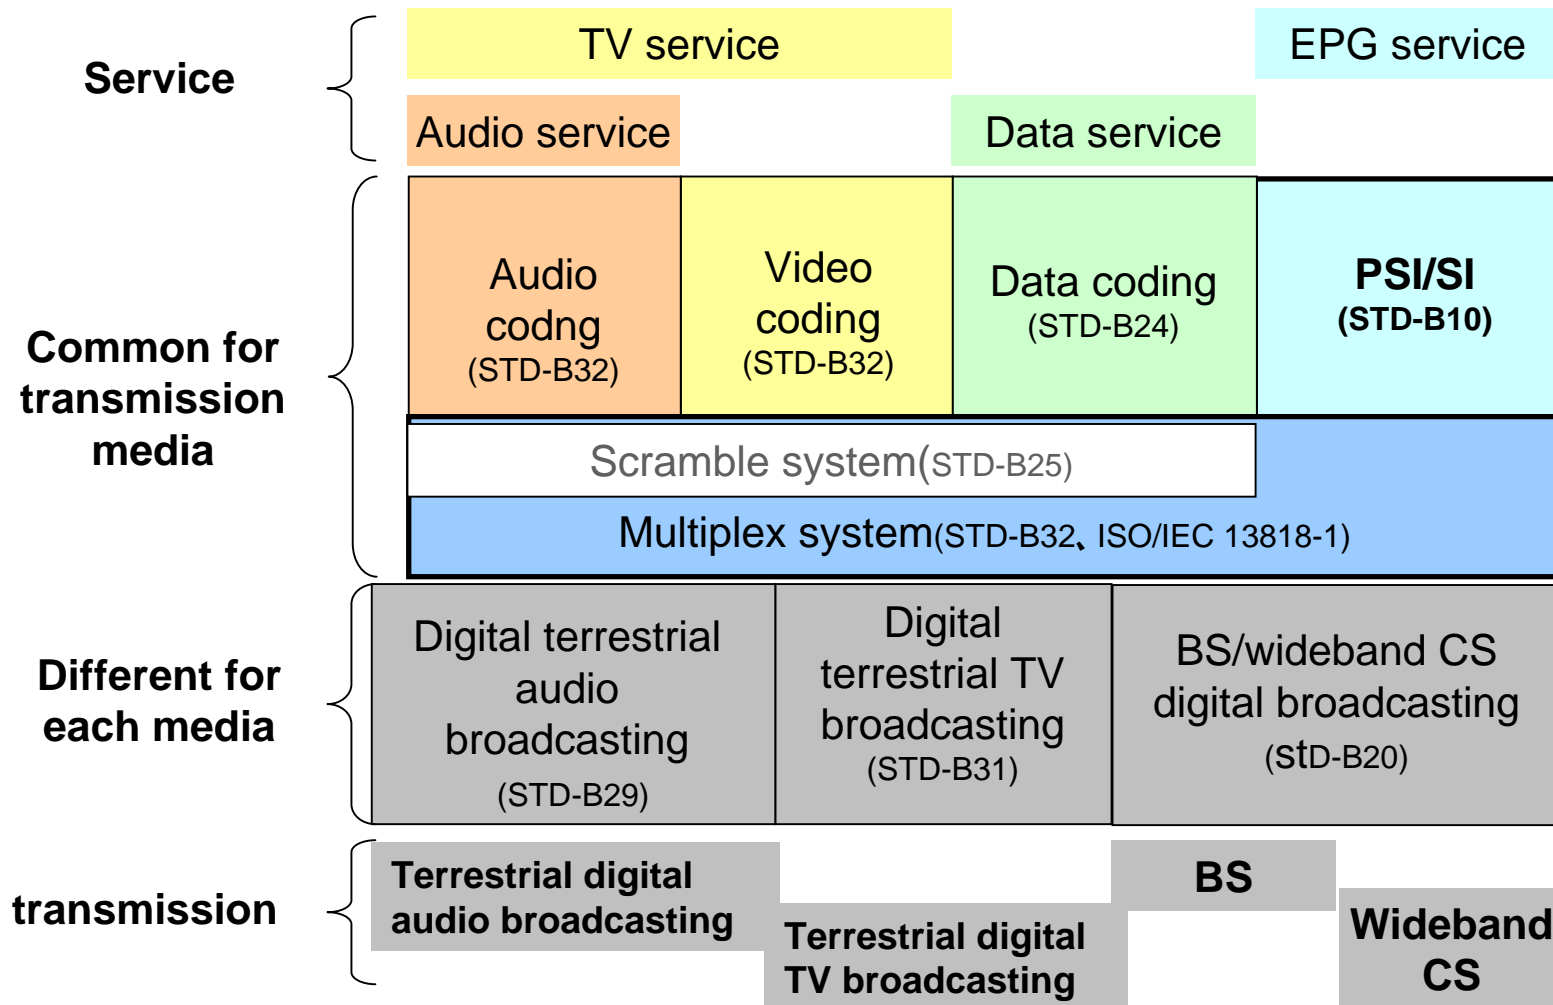 Service
TV service
EPG service
Audio service
Data service
Common for
transmission
media
Audio
codng
(STD-B32)
Video
coding
(STD-B32)
Data coding
(STD-B24)
PSI/SI
(STD-B10)
Scramble system(STD-B25)
Multiplex system(STD-B32、ISO/IEC 13818-1)
Different for
each media
Digital terrestrial
audio
broadcasting
(STD-B29)
Digital
terrestrial TV
broadcasting
(STD-B31)
BS/wideband CS
digital broadcasting
(stD-B20)
transmission
Terrestrial digital
audio broadcasting
Terrestrial digital
TV broadcasting
BS
Wideband
CS